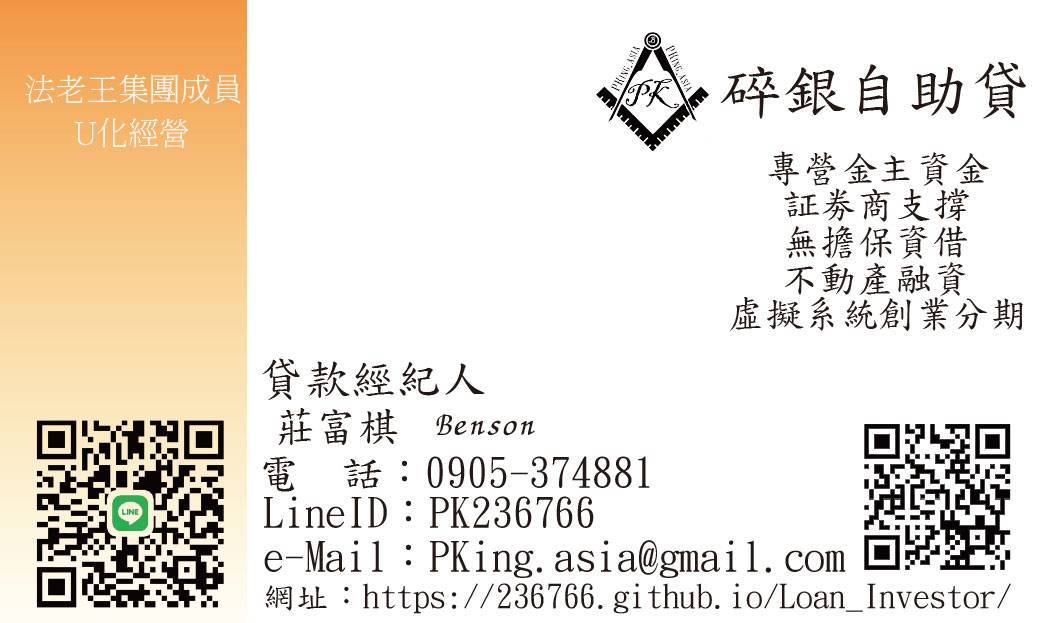 法老王集團成員
U化經營
PHING.ASIA
PHING.ASIA
PK
碎銀自助貸
專營金主資金
証券商支撐
無擔保資借
不動產融資
虛擬系統創業分期
貸款經紀人
莊富棋 Benson
電 話：0905-374881
LineID：PK236766
e-Mail：PKing.asia@gmail.com
網址：https://236766.github.io/Loan_Investor/
LINE